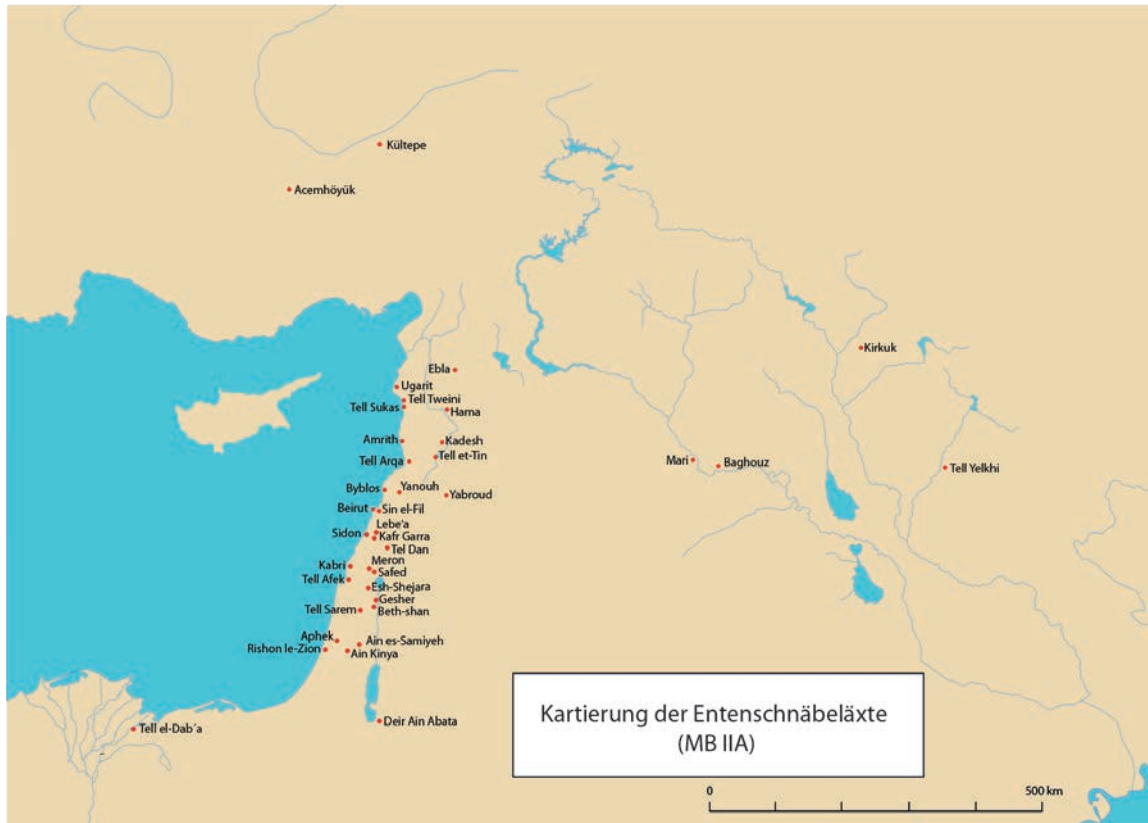 Kültepe
Acemhöyük
Kirkuk
Ebla
Ugarit
Tell Tweini
Tell Sukas
Hama
Amrith
Kadesh
Tell et-Tin
Tell Arqa
Mari
Baghouz
Tell Yelkhi
Byblos
Yanouh
Yabroud
Beirut
Sin el-Fil
Lebe'a
Sidon
Kafr Garra
Tel Dan
Meron
Kabri
Safed
Tell Afek
Esh-Shejara
Gesher
Tell Sarem
Beth-shan
Aphek
Ain es-Samiyeh
Rishon le-Zion
Ain Kinya
Deir Ain Abata
Tell el-Dab´a
Kartierung der Entenschnäbeläxte
(MB IIA)
0
500 km